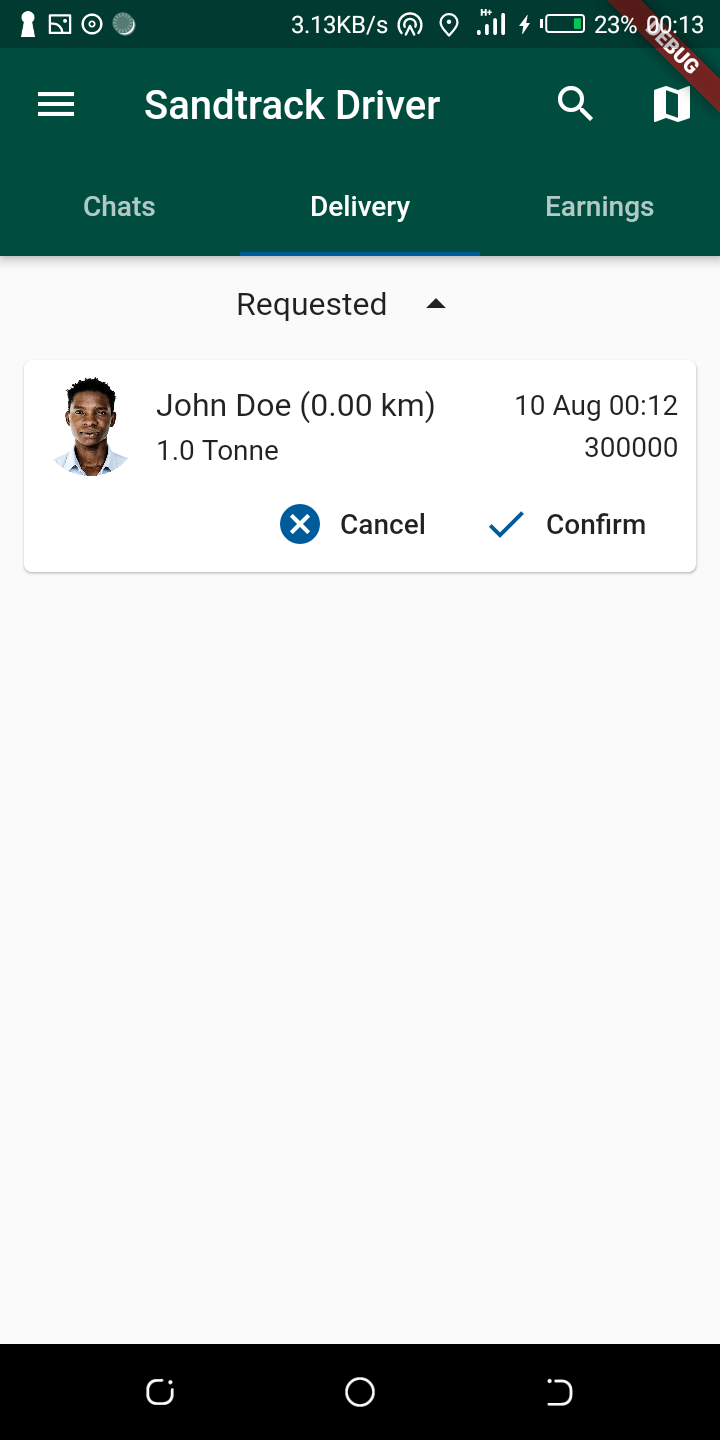 3.13KB/s H+ 23% 00:13
DEBUG
Sandtrack Driver
Chats Delivery Earnings
Requested
John Doe (0.00 km) 10 Aug 00:12
1.0 Tonne 300000
Cancel Confirm